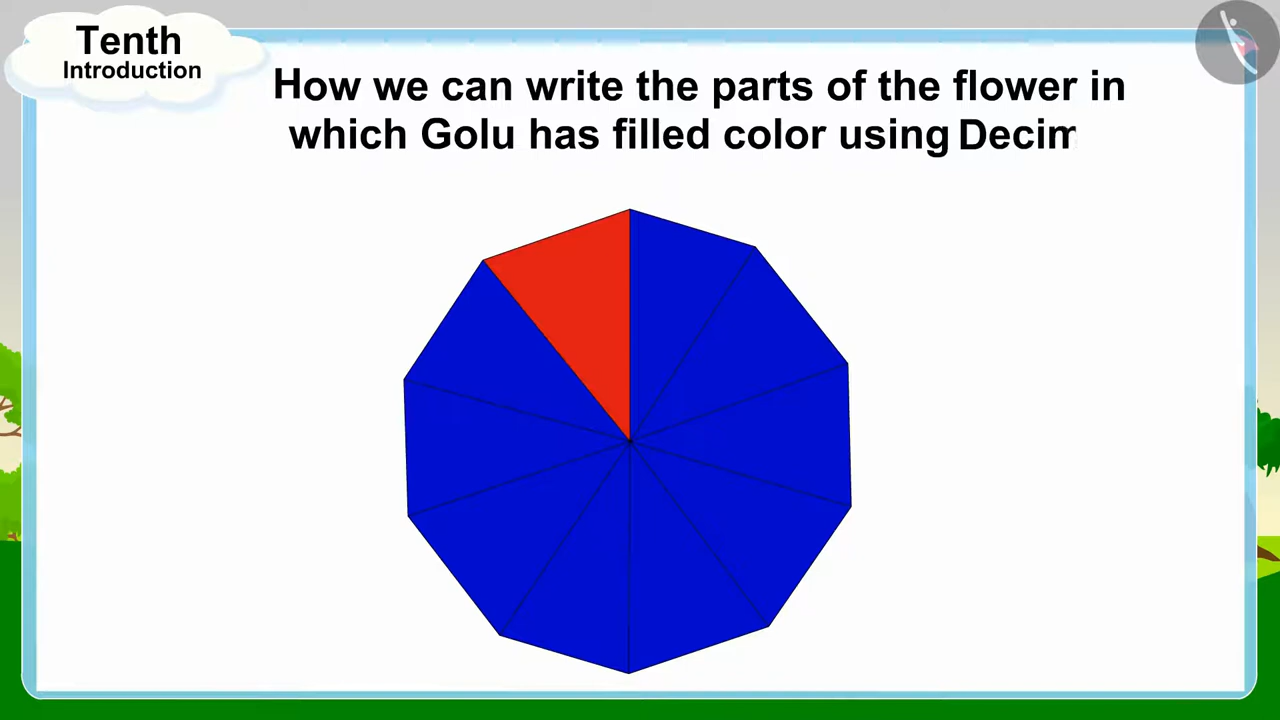 Tenth
Introduction
How we can write the parts of the flower in
which Golu has filled color using Decim